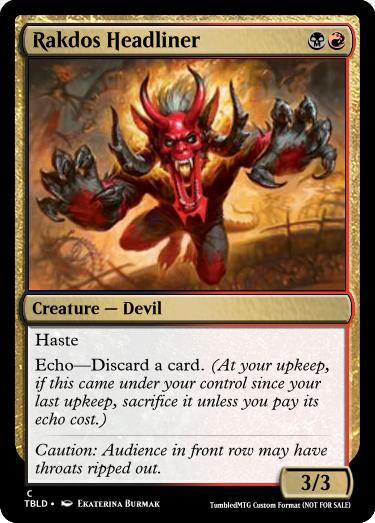 Rakdos Headliner
Creature — Devil
Haste
Echo—Discard a card. (At your upkeep,
if this came under your control since your
last upkeep, sacrifice it unless you pay its
echo cost.)
Caution: Audience in front row may have
throats ripped out.
3/3
C
TBLD • Ekaterina Burmak
TumbledMTG Custom Format (NOT FOR SALE)